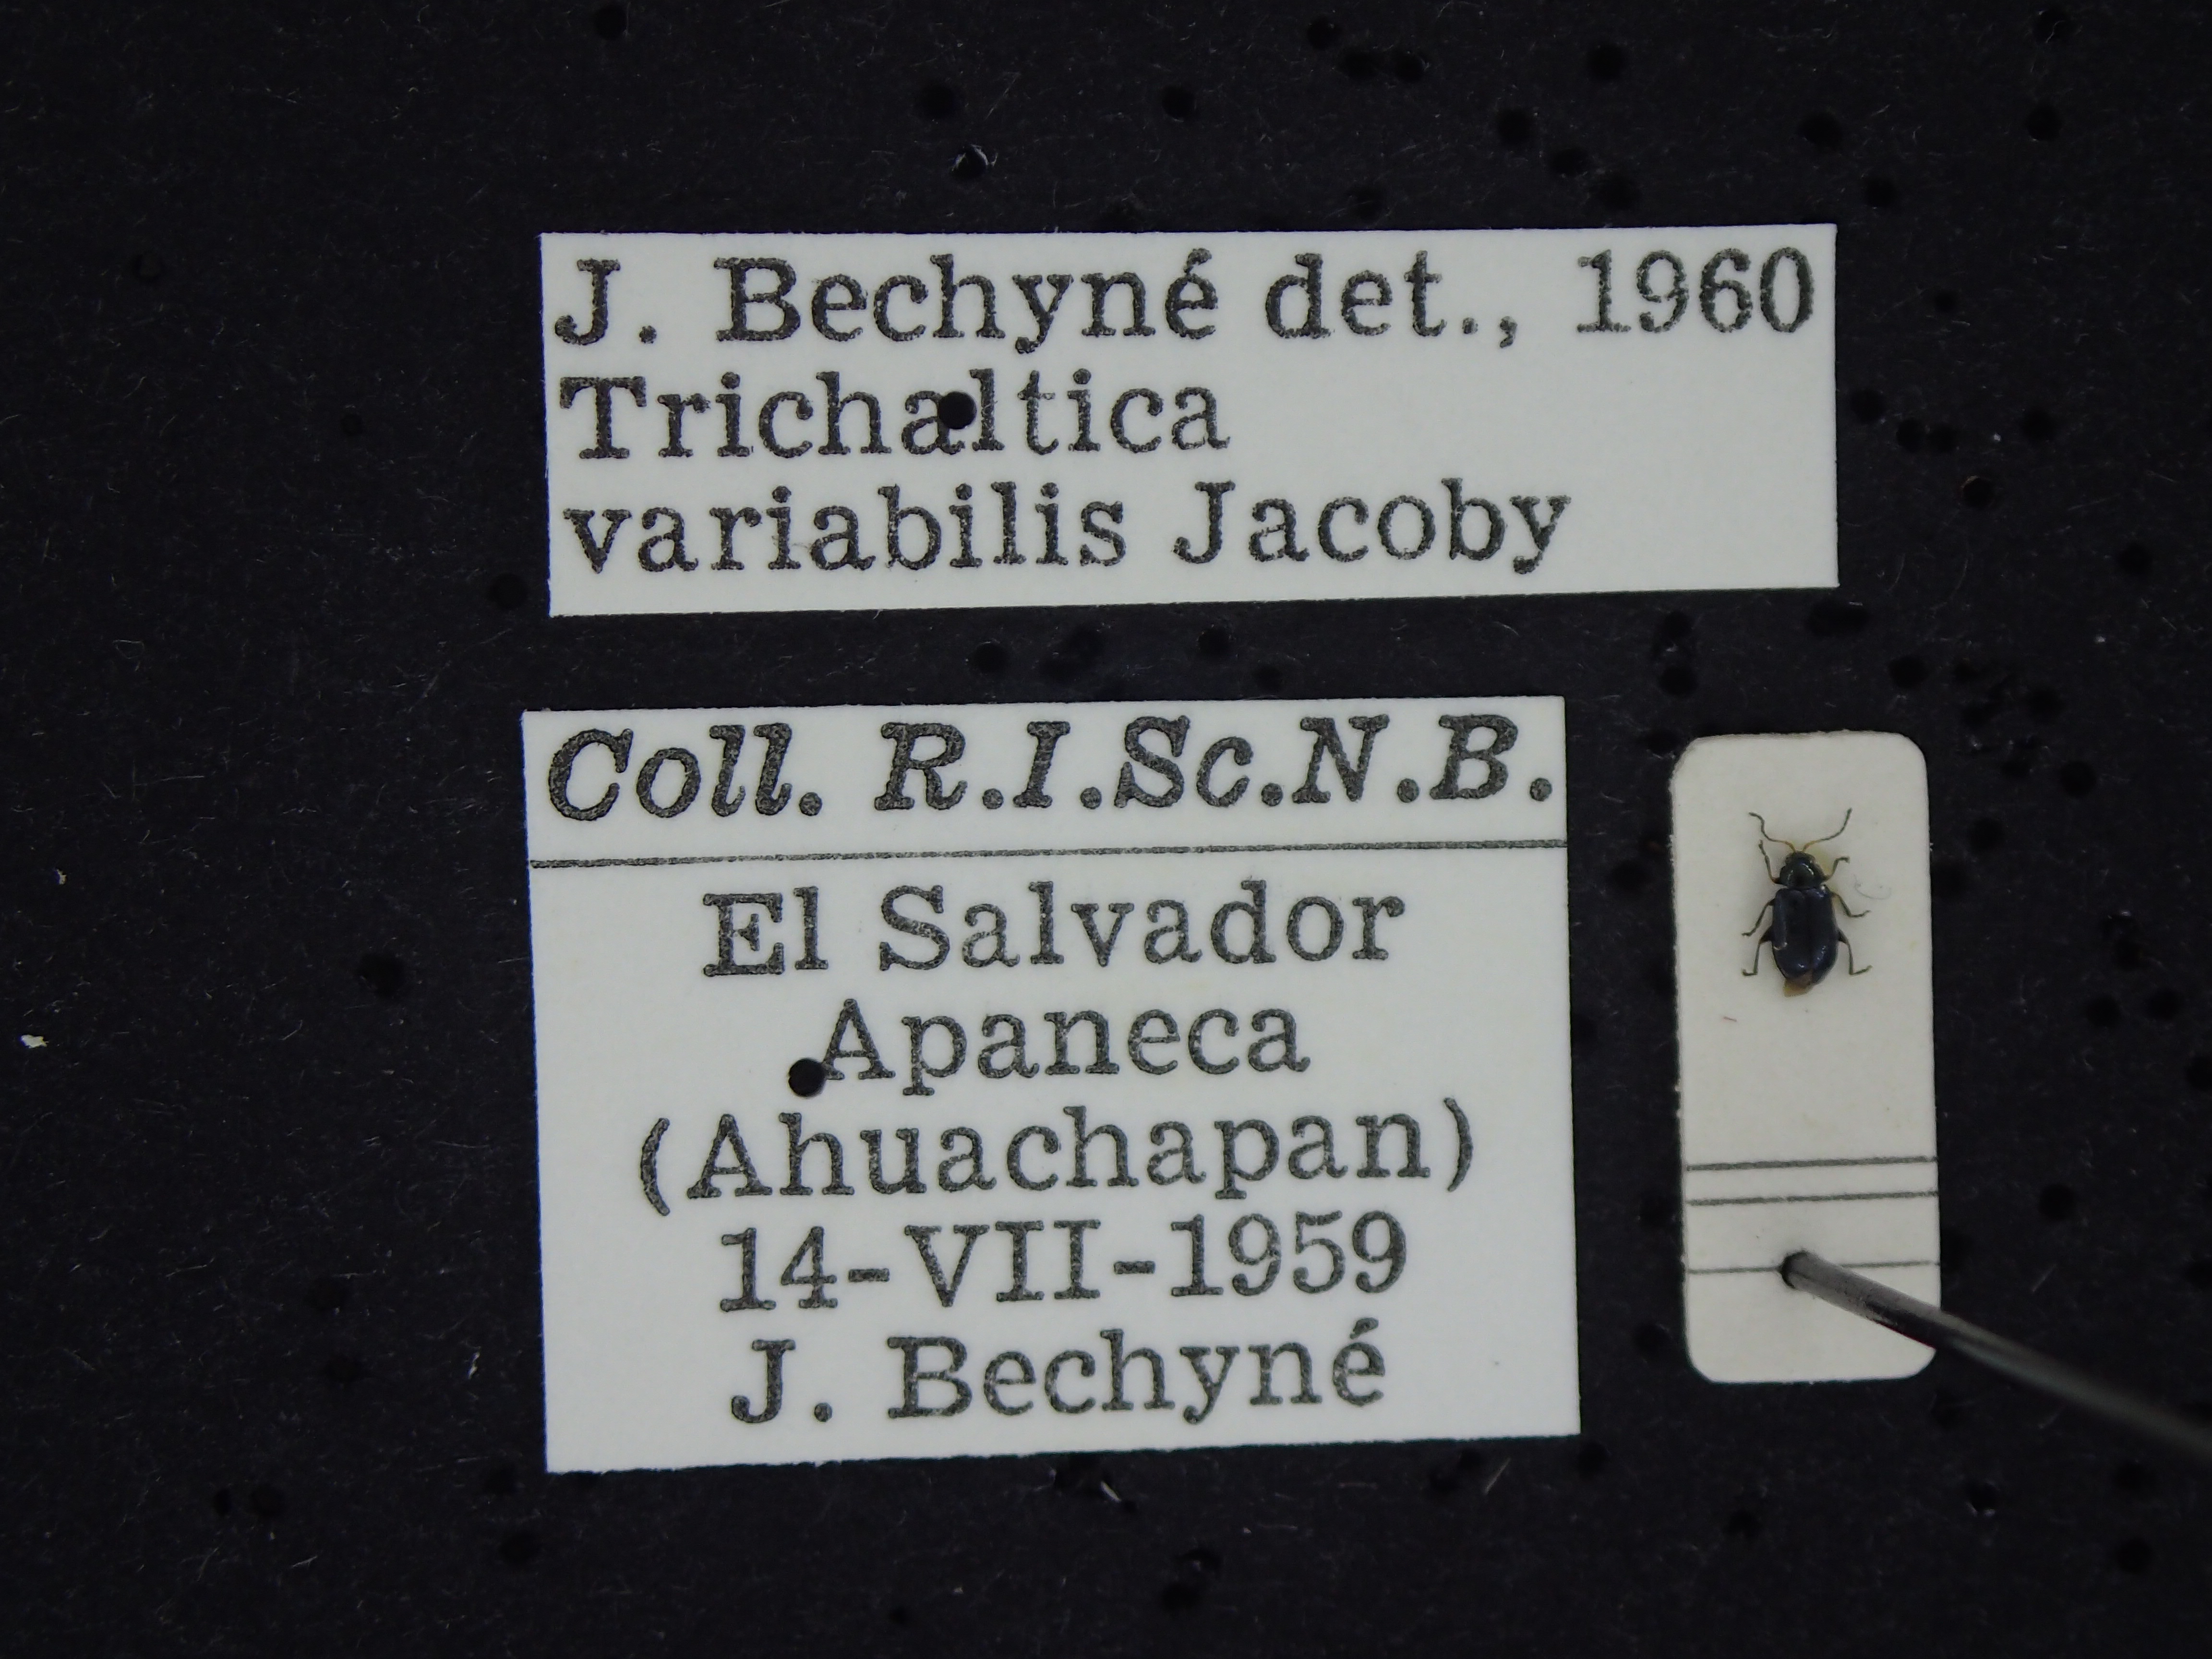 J. Bechyné det., 1960
Trichaltica
variabilis Jacoby
Coll. R.I.Sc.N.B.
El Salvador
Apaneca
(Ahuachapan)
14-VII-1959
J. Bechyné